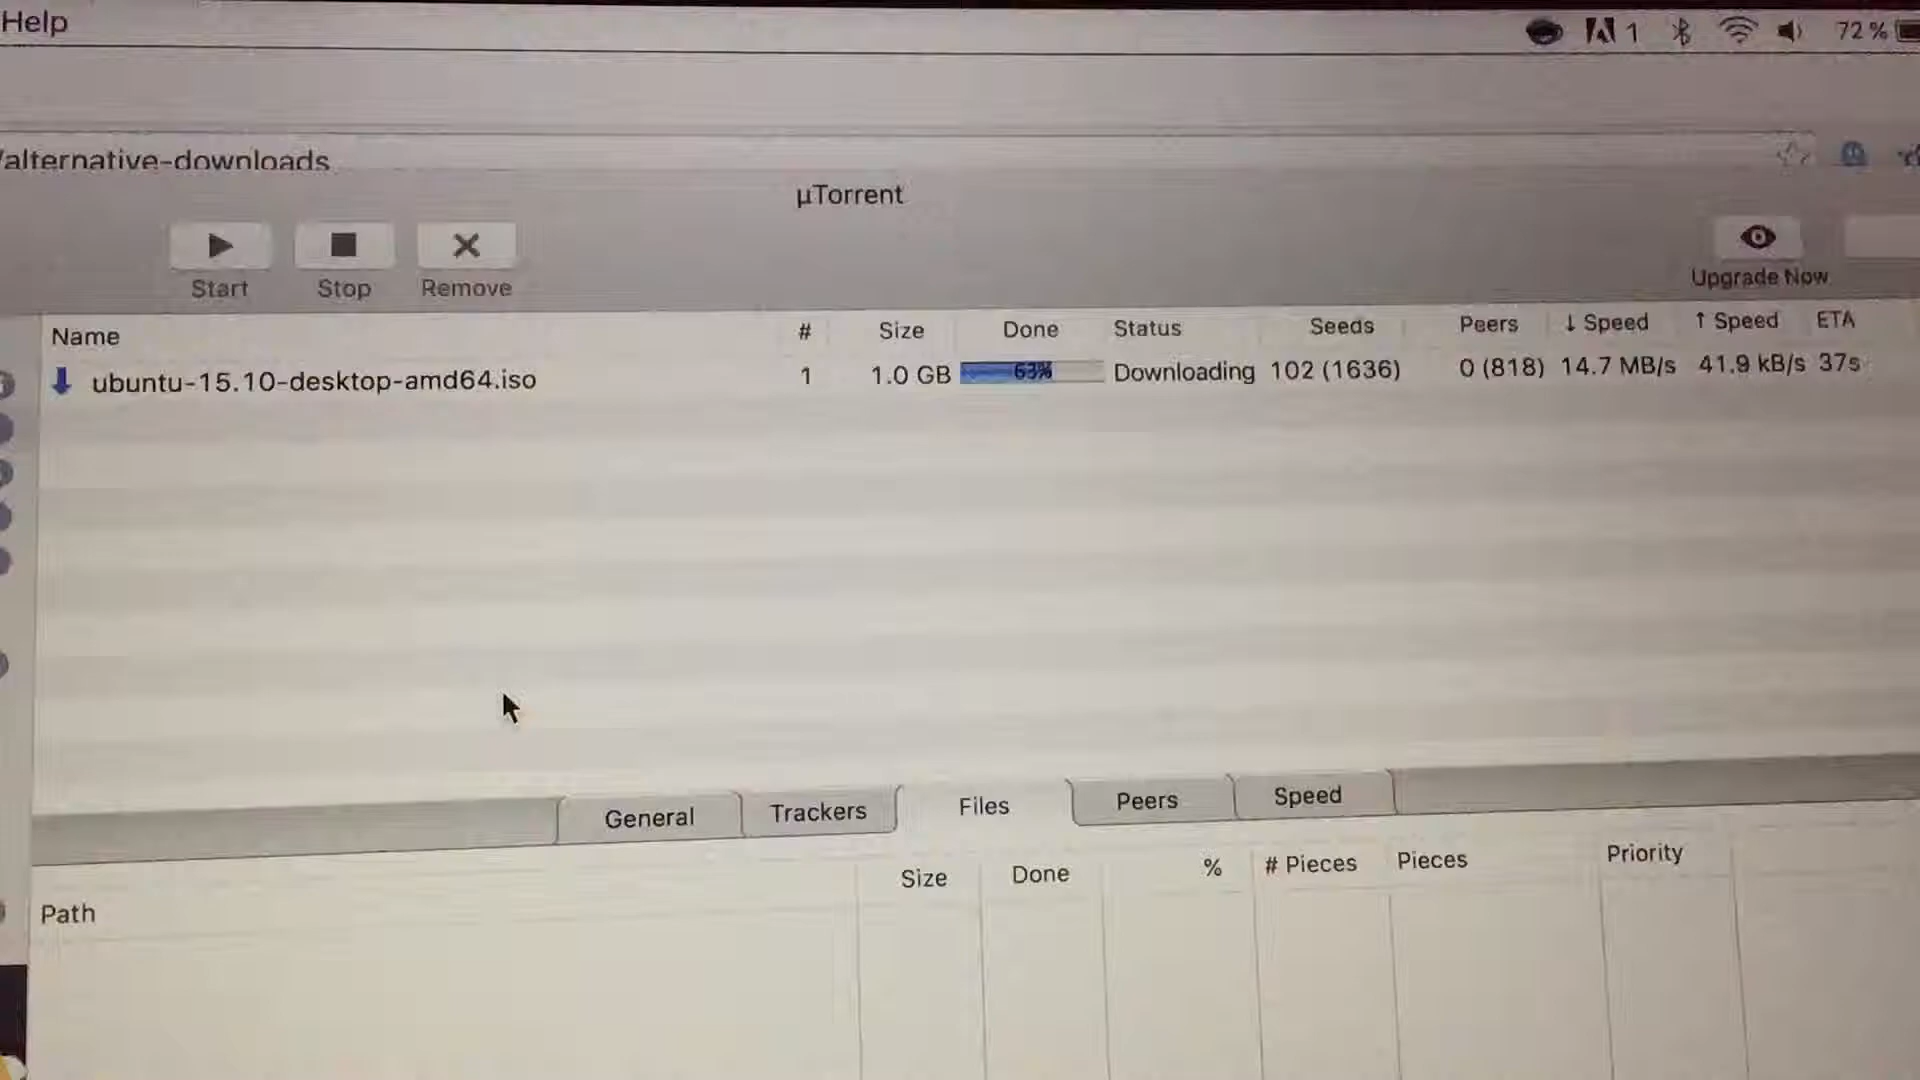 Help
1 72%
/alternative-downloads
µTorrent
Start Stop Remove Upgrade Now
Name # Size Done Status Seeds Peers ↓ Speed ↑ Speed ETA
ubuntu-15.10-desktop-amd64.iso 1 1.0 GB 63% Downloading 102 (1636) 0 (818) 14.7 MB/s 41.9 kB/s 37s
General Trackers Files Peers Speed
Path Size Done % # Pieces Pieces Priority